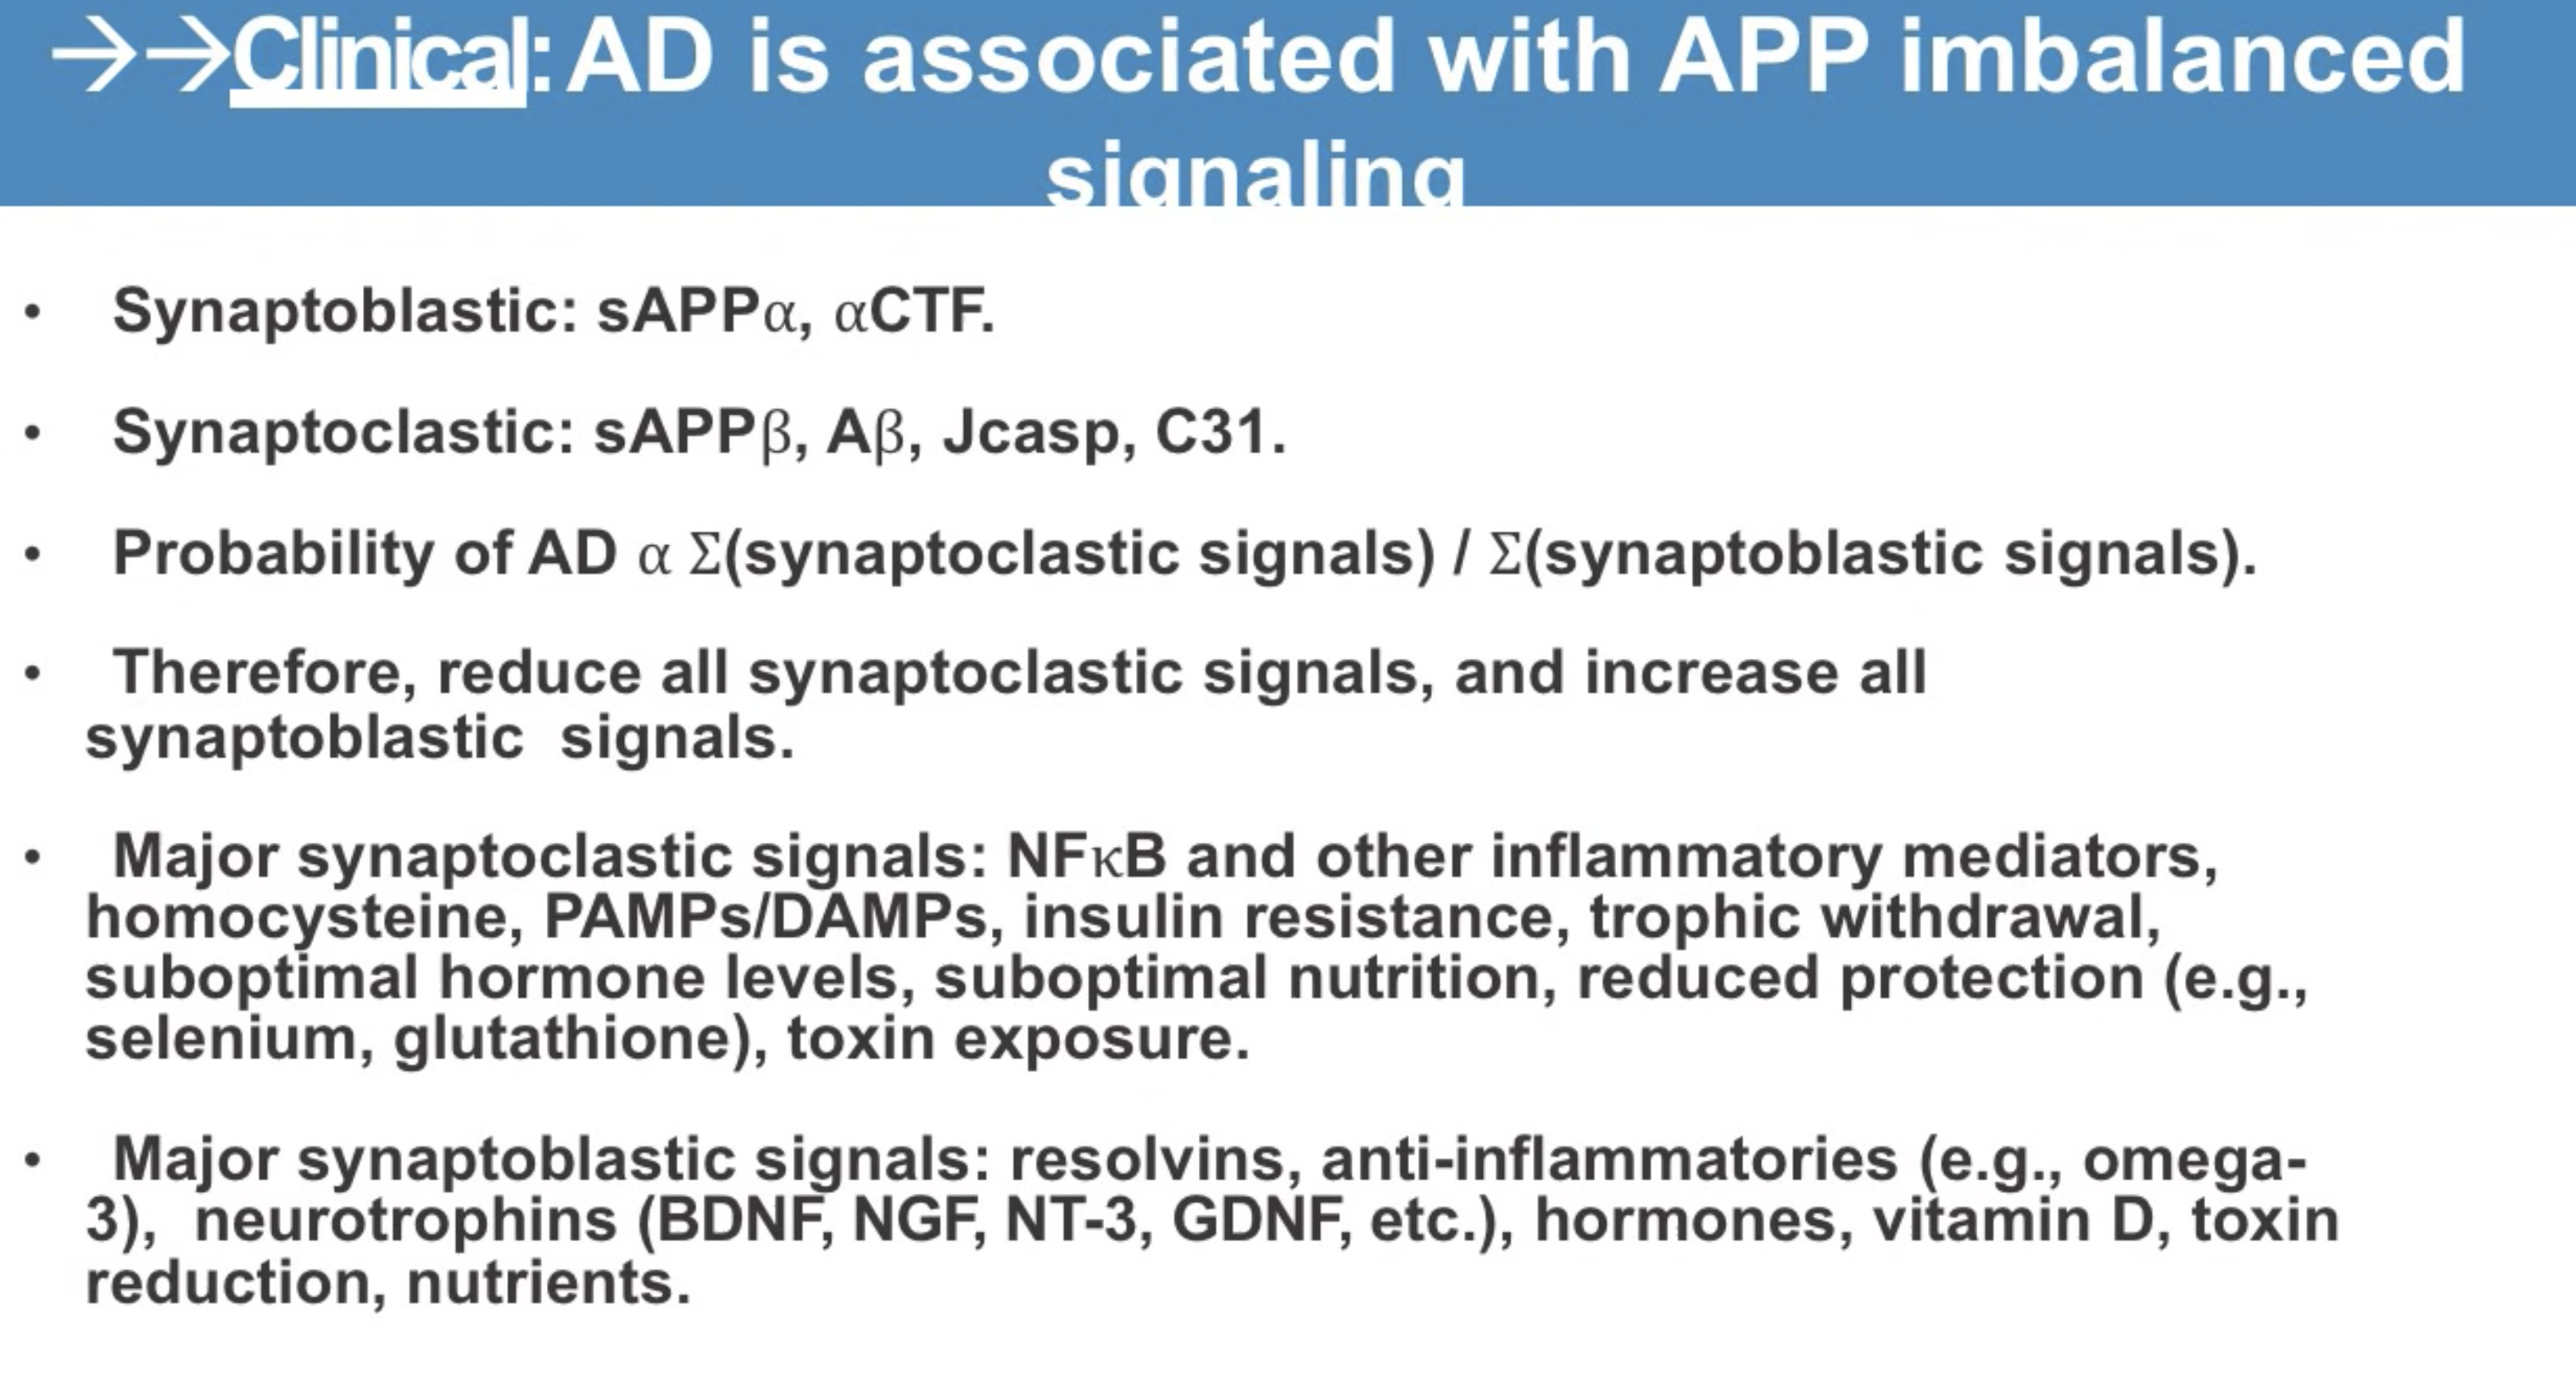 →→Clinical: AD is associated with APP imbalanced
signaling
• Synaptoblastic: sAPPα, αCTF.
• Synaptoclastic: sAPPβ, Aβ, Jcasp, C31.
• Probability of AD α Σ(synaptoclastic signals) / Σ(synaptoblastic signals).
• Therefore, reduce all synaptoclastic signals, and increase all
synaptoblastic signals.
• Major synaptoclastic signals: NFκB and other inflammatory mediators,
homocysteine, PAMPs/DAMPs, insulin resistance, trophic withdrawal,
suboptimal hormone levels, suboptimal nutrition, reduced protection (e.g.,
selenium, glutathione), toxin exposure.
• Major synaptoblastic signals: resolvins, anti-inflammatories (e.g., omega-
3), neurotrophins (BDNF, NGF, NT-3, GDNF, etc.), hormones, vitamin D, toxin
reduction, nutrients.